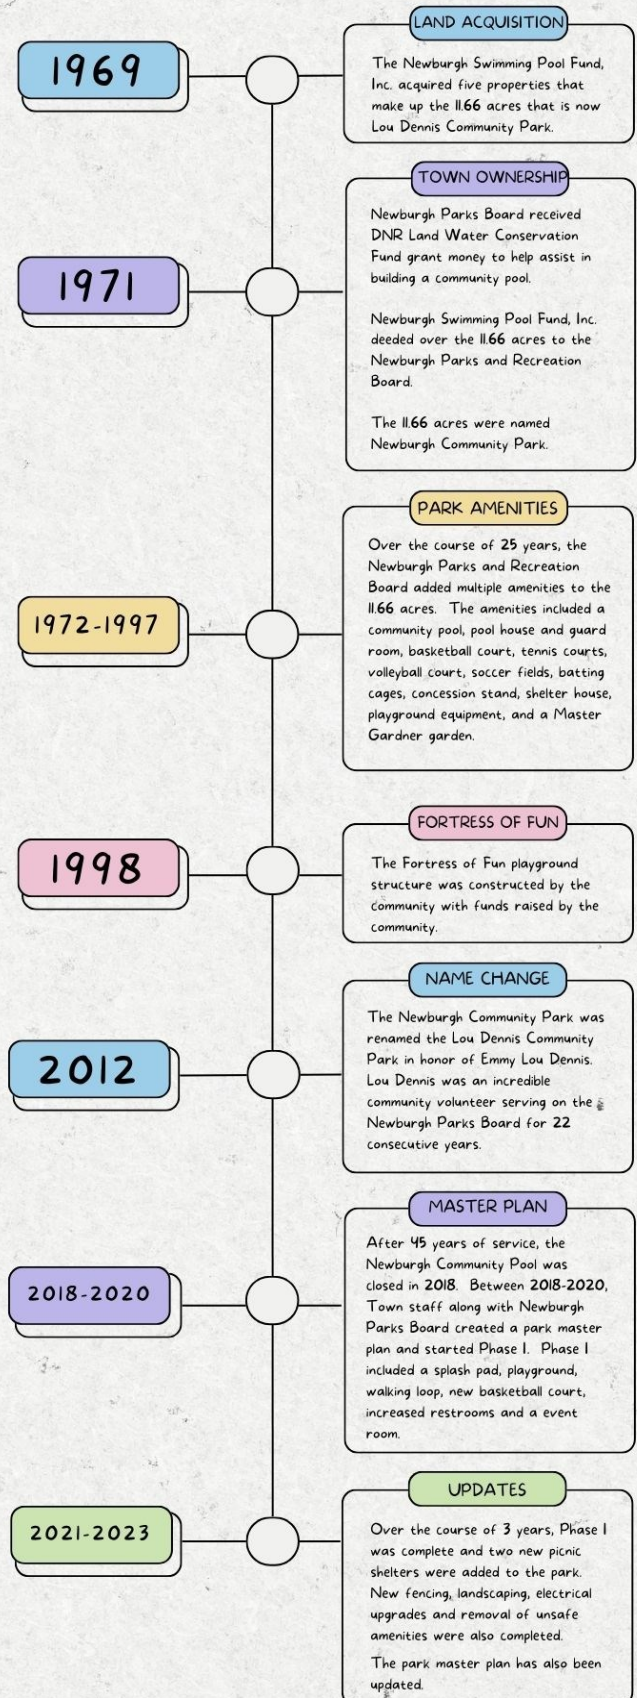 LAND ACQUISITION
1969
The Newburgh Swimming Pool Fund,
Inc. acquired five properties that
make up the 11.66 acres that is now
Lou Dennis Community Park.
TOWN OWNERSHIP
1971
Newburgh Parks Board received
DNR Land Water Conservation
Fund grant money to help assist in
building a community pool.
Newburgh Swimming Pool Fund, Inc.
deeded over the 11.66 acres to the
Newburgh Parks and Recreation
Board.
The 11.66 acres were named
Newburgh Community Park.
PARK AMENITIES
1972-1997
Over the course of 25 years, the
Newburgh Parks and Recreation
Board added multiple amenities to the
11.66 acres. The amenities included a
community pool, pool house and guard
room, basketball court, tennis courts,
volleyball court, soccer fields, batting
cages, concession stand, shelter house,
playground equipment, and a Master
Gardner garden.
FORTRESS OF FUN
1998
The Fortress of Fun playground
structure was constructed by the
community with funds raised by the
community.
NAME CHANGE
2012
The Newburgh Community Park was
renamed the Lou Dennis Community
Park in honor of Emmy Lou Dennis.
Lou Dennis was an incredible
community volunteer serving on the
Newburgh Parks Board for 22
consecutive years.
MASTER PLAN
2018-2020
After 45 years of service, the
Newburgh Community Pool was
closed in 2018. Between 2018-2020,
Town staff along with Newburgh
Parks Board created a park master
plan and started Phase 1. Phase 1
included a splash pad, playground,
walking loop, new basketball court,
increased restrooms and a event
room.
UPDATES
2021-2023
Over the course of 3 years, Phase 1
was complete and two new picnic
shelters were added to the park.
New fencing, landscaping, electrical
upgrades and removal of unsafe
amenities were also completed.
The park master plan has also been
updated.